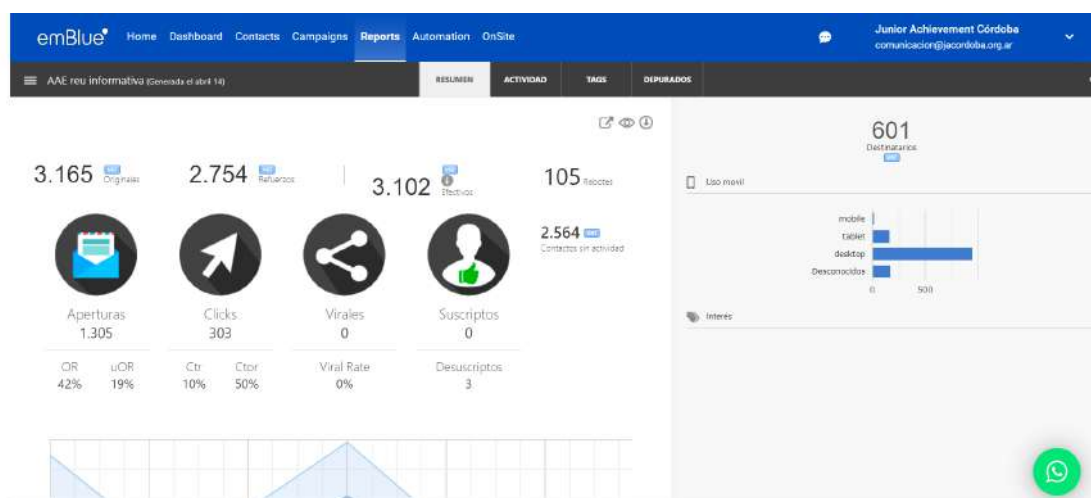 emBlue Home Dashboard Contacts Campaigns Reports Automation OnSite
Junior Achievement Córdoba
comunicacion@jacordoba.org.ar
AAE reu informativa (Generada el abril 14)
RESUMEN ACTIVIDAD TAGS DEPURADOS
3.165 Originales
2.754 Refuerzos
3.102 Efectivos
105 Rebotes
2.564
Contactos sin actividad
Aperturas
1.305
Clicks
303
Virales
0
Suscriptos
0
OR uOR
42% 19%
Ctr Ctor
10% 50%
Viral Rate
0%
Desuscriptos
3
601
Destinatarios
Uso movil
mobile
tablet
desktop
Desconocidos
0 500
Interés